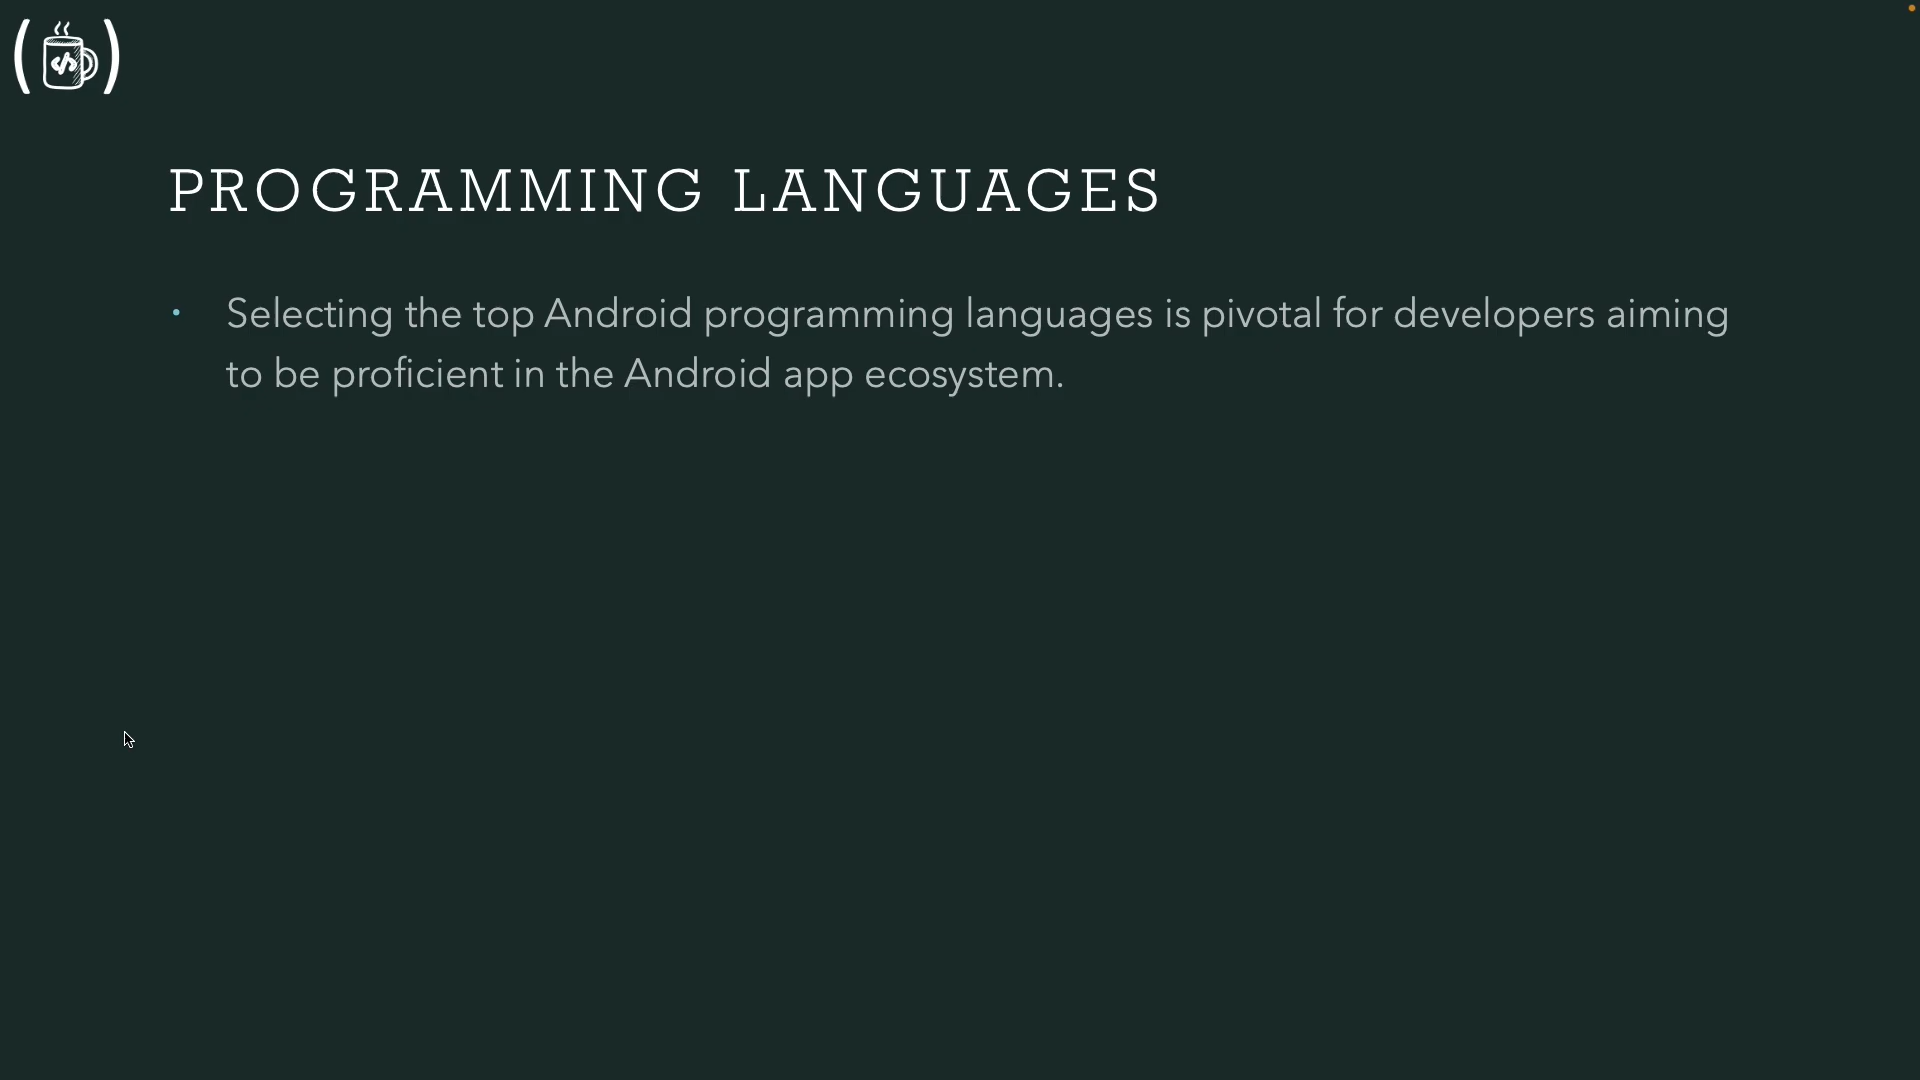 PROGRAMMING LANGUAGES
• Selecting the top Android programming languages is pivotal for developers aiming
to be proficient in the Android app ecosystem.